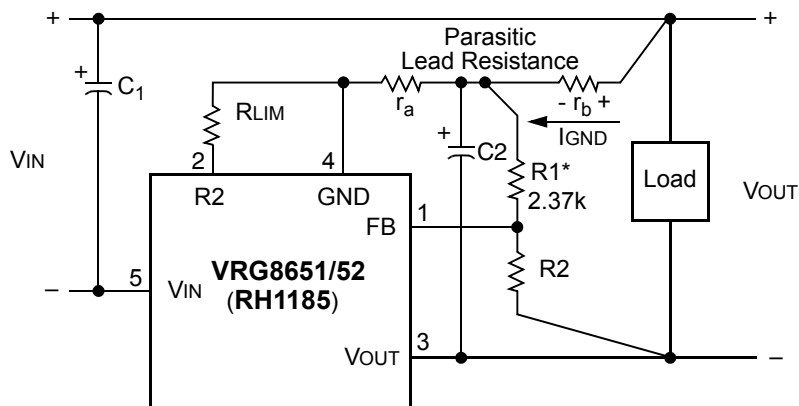 + +
Parasitic
Lead Resistance
+ C1
ra
- rb +
RLIM
IGND
+ C2
VIN
2 4
R1*
2.37k
Load
VOUT
R2 GND
FB 1
R2
VRG8651/52
(RH1185)
– 5 VIN
VOUT 3
–